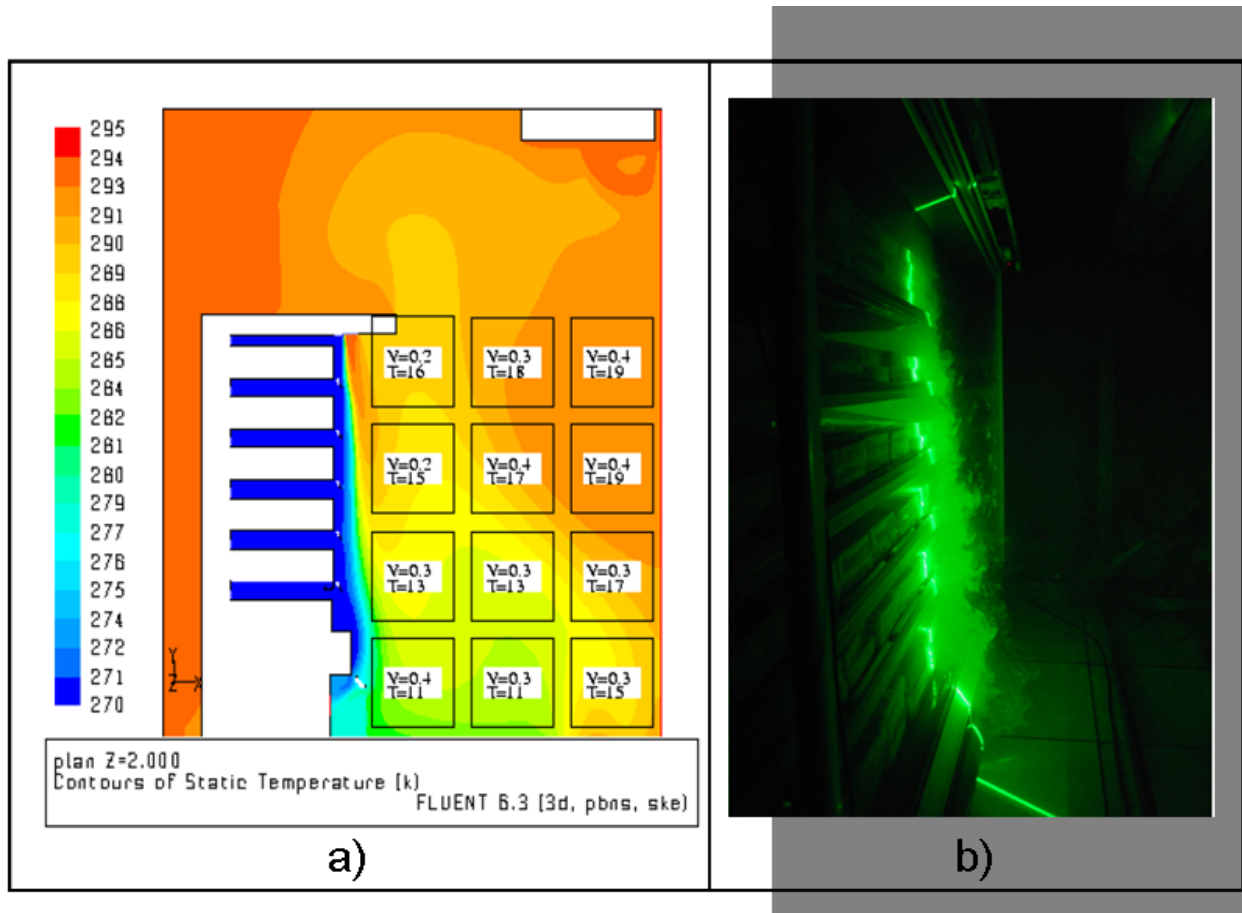 295
294
293
291
290
289
288
286
285
284
282
281
280
279
277
276
275
274
272
271
270
V=0.2
T=16
V=0.3
T=18
V=0.4
T=19
V=0.2
T=15
V=0.4
T=17
V=0.4
T=19
V=0.3
T=13
V=0.3
T=13
V=0.3
T=17
V=0.4
T=11
V=0.3
T=11
V=0.3
T=15
Y
Z X
plan Z=2.000
Contours of Static Temperature (k)
FLUENT 6.3 (3d, pbns, ske)
a)
b)